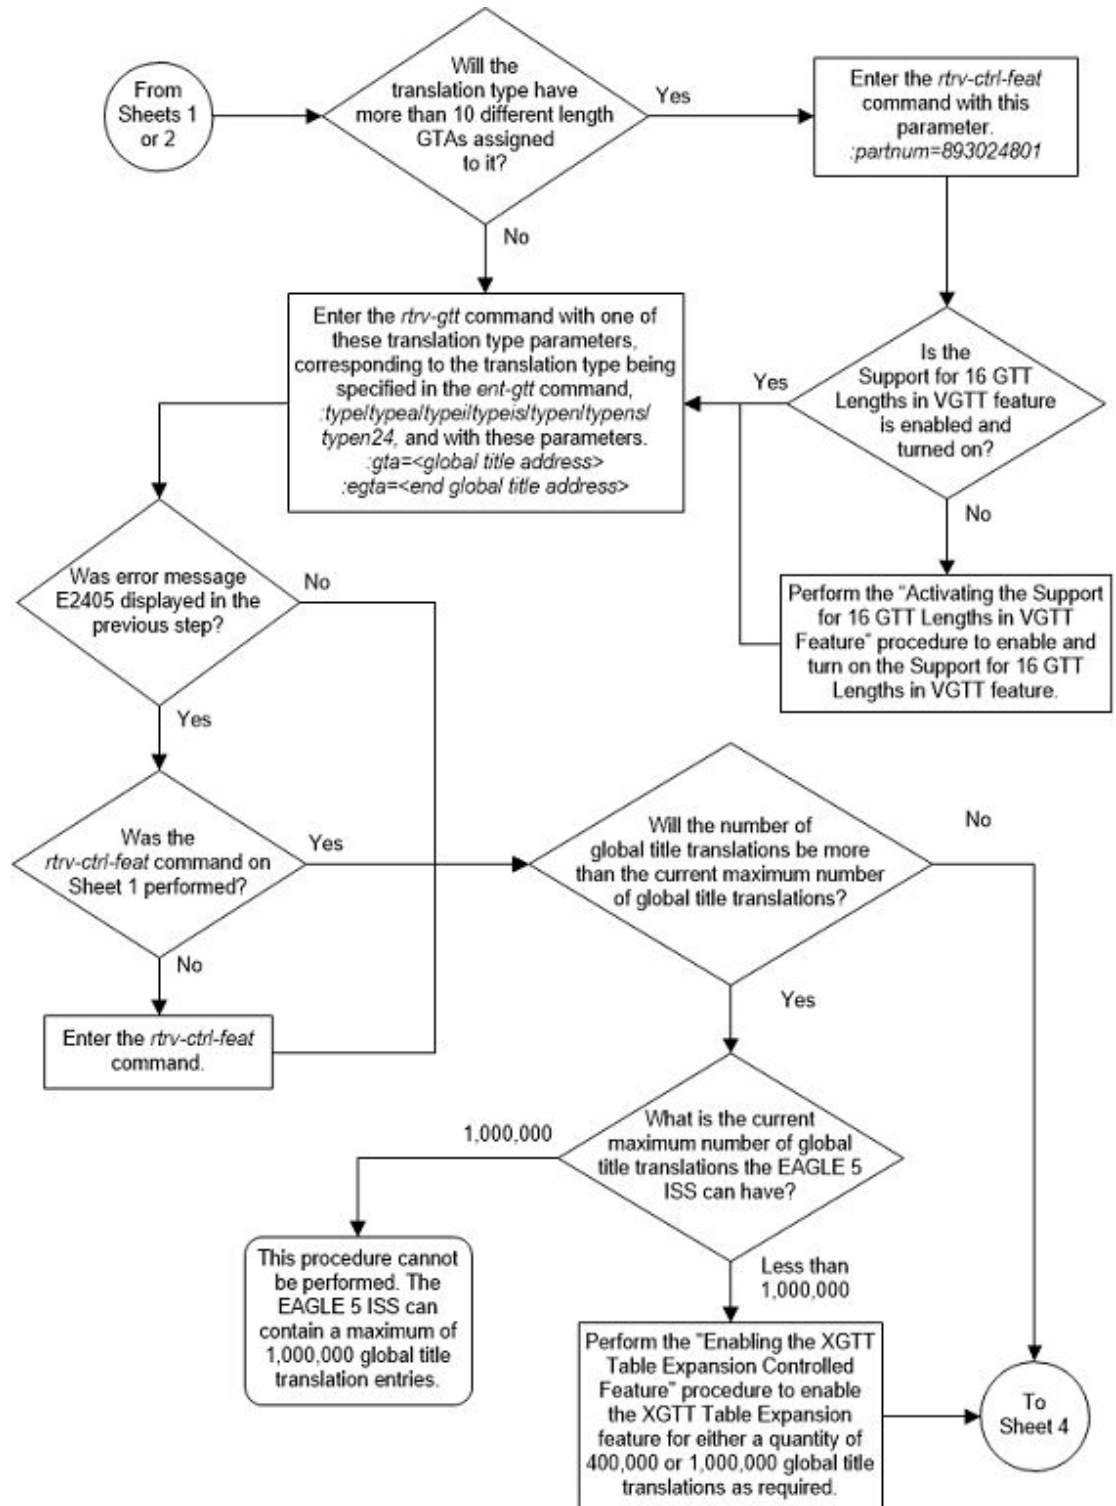 From
Sheets 1
or 2
Will the
translation type have
more than 10 different length
GTAs assigned
to it?
Yes
Enter the rtrv-ctrl-feat
command with this
parameter.
:partnum=893024801
No
Enter the rtrv-gtt command with one of
these translation type parameters,
corresponding to the translation type being
specified in the ent-gtt command,
:type/typea/typei/typeis/typen/typens/
typen24, and with these parameters.
:gta=<global title address>
:egta=<end global title address>
Yes
Is the
Support for 16 GTT
Lengths in VGTT feature
is enabled and
turned on?
No
Perform the "Activating the Support
for 16 GTT Lengths in VGTT
Feature" procedure to enable and
turn on the Support for 16 GTT
Lengths in VGTT feature.
Was error message
E2405 displayed in the
previous step?
No
Yes
Was the
rtrv-ctrl-feat command on
Sheet 1 performed?
Yes
No
Enter the rtrv-ctrl-feat
command.
Will the number of
global title translations be more
than the current maximum number
of global title translations?
No
Yes
What is the current
maximum number of global
title translations the EAGLE 5
ISS can have?
1,000,000
This procedure cannot
be performed. The
EAGLE 5 ISS can
contain a maximum of
1,000,000 global title
translation entries.
Less than
1,000,000
Perform the "Enabling the XGTT
Table Expansion Controlled
Feature" procedure to enable
the XGTT Table Expansion
feature for either a quantity of
400,000 or 1,000,000 global title
translations as required.
To
Sheet 4